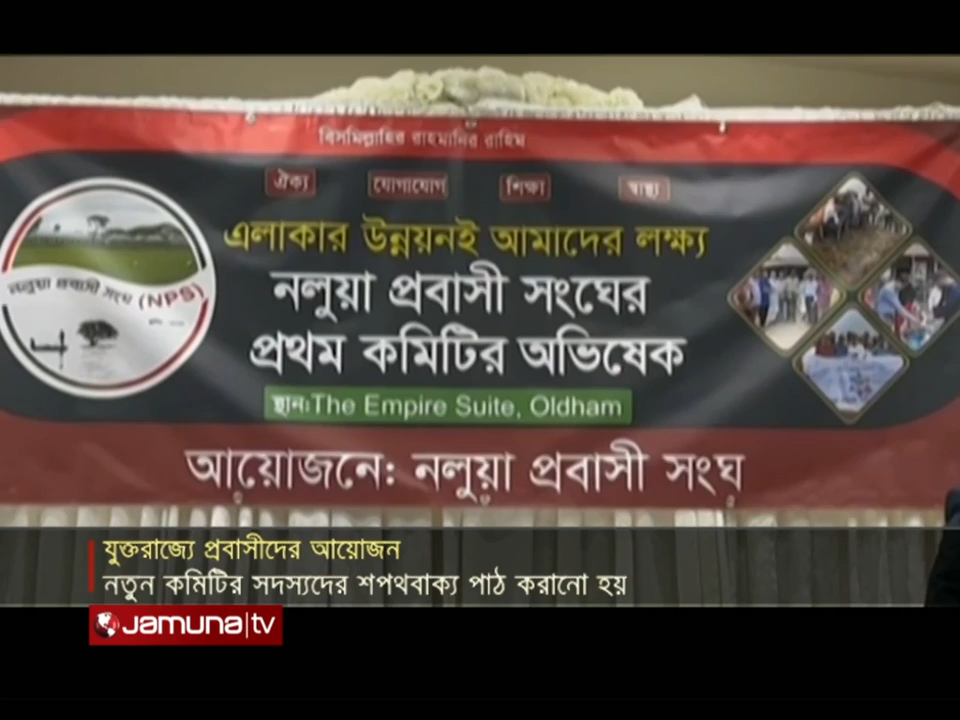 বিসমিল্লাহির রাহমানির রাহিম
ঐক্য যোগাযোগ শিক্ষা স্বাস্থ্য
এলাকার উন্নয়নই আমাদের লক্ষ্য
নলুয়া প্রবাসী সংঘের
প্রথম কমিটির অভিষেক
স্থান:The Empire Suite, Oldham
নলুয়া প্রবাসী সংঘ (NPS)
আয়োজনে: নলুয়া প্রবাসী সংঘ
যুক্তরাজ্যে প্রবাসীদের আয়োজন
নতুন কমিটির সদস্যদের শপথবাক্য পাঠ করানো হয়
Jamuna|tv